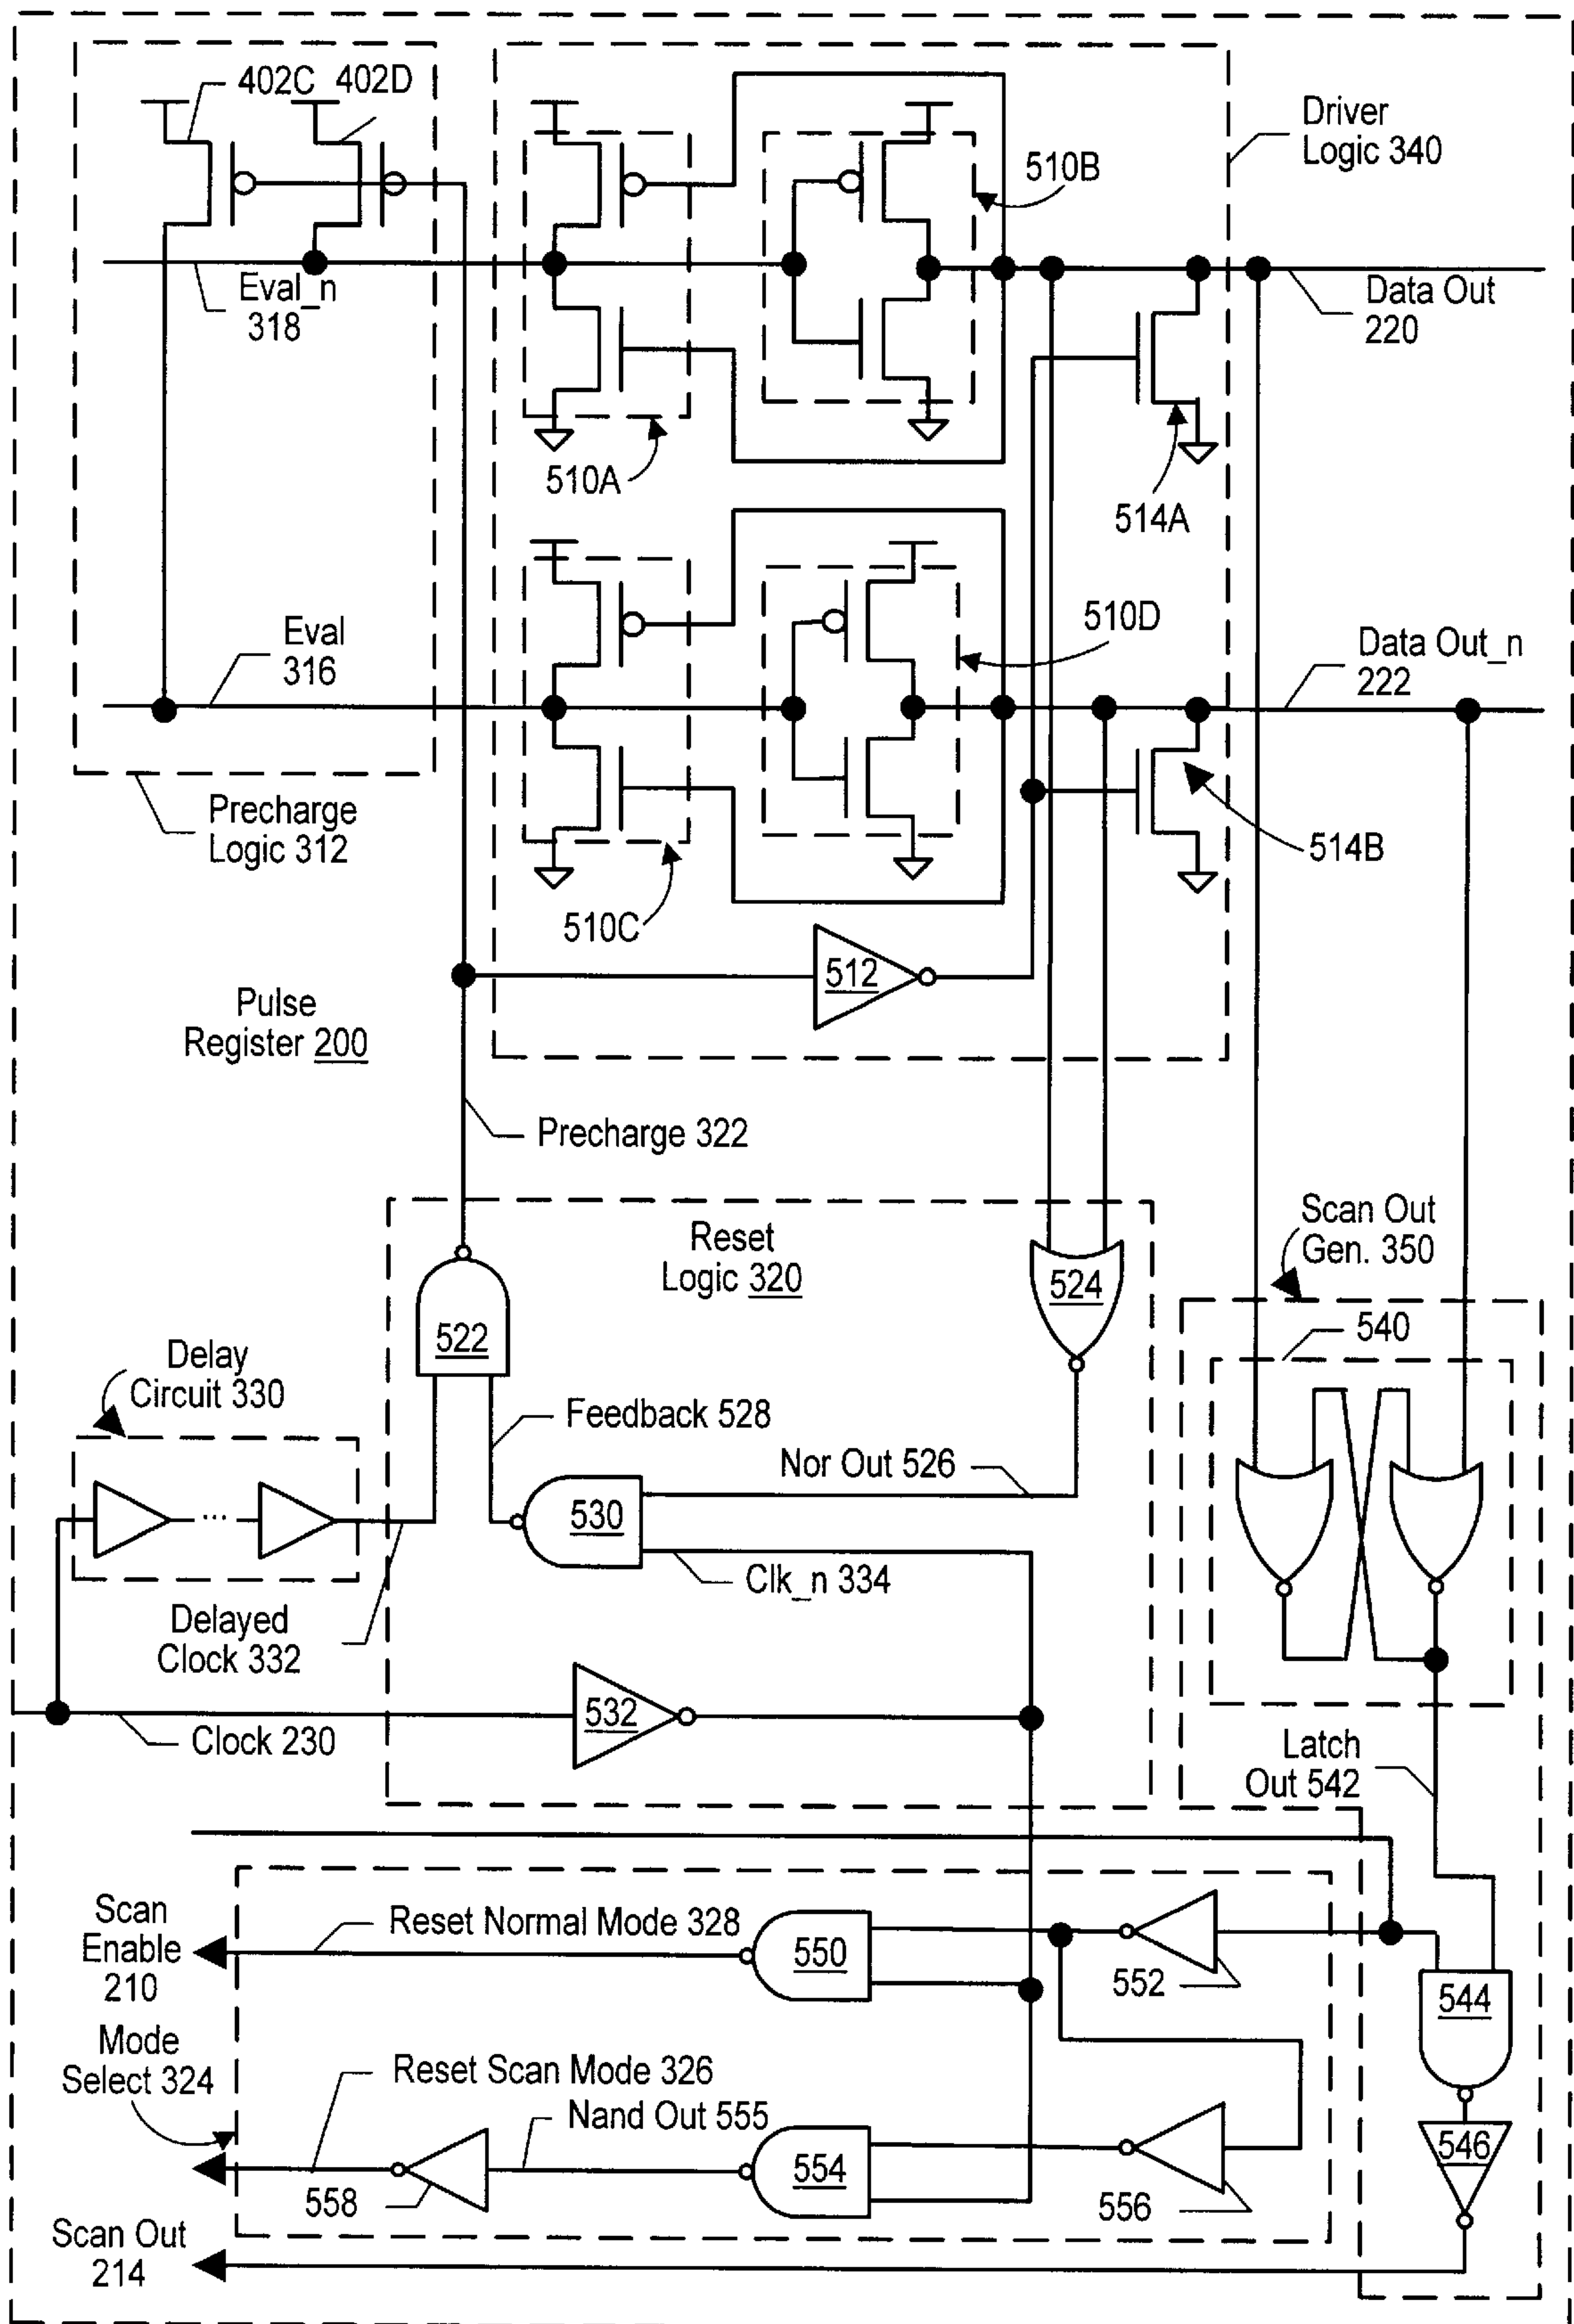 402C 402D
Driver
Logic 340
510B
Eval_n
318
Data Out
220
510A
514A
Eval
316
510D
Data Out_n
222
Precharge
Logic 312
514B
510C
512
Pulse
Register 200
Precharge 322
Reset
Logic 320
524
Scan Out
Gen. 350
522
540
Delay
Circuit 330
Feedback 528
Nor Out 526
...
530
Clk_n 334
Delayed
Clock 332
532
Clock 230
Latch
Out 542
Scan
Enable
210
Reset Normal Mode 328
550
552
544
Mode
Select 324
Reset Scan Mode 326
Nand Out 555
554
546
558
556
Scan Out
214